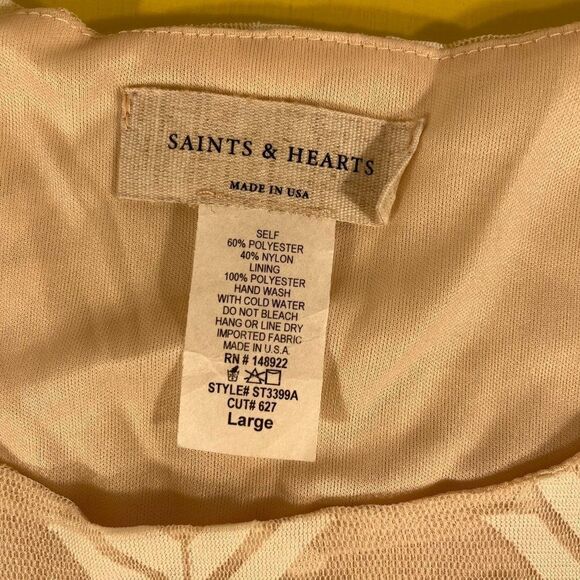 SAINTS & HEARTS
MADE IN USA
SELF
60% POLYESTER
40% NYLON
LINING
100% POLYESTER
HAND WASH
WITH COLD WATER
DO NOT BLEACH
HANG OR LINE DRY
IMPORTED FABRIC
MADE IN U.S.A.
RN # 148922
STYLE# ST3399A
CUT# 627
Large